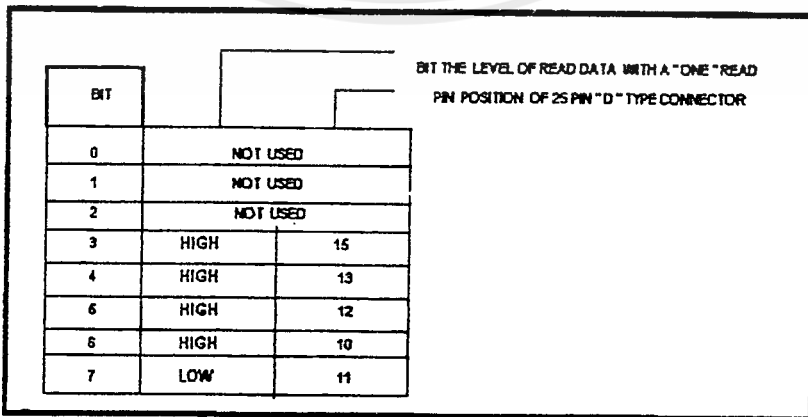 BIT THE LEVEL OF READ DATA WITH A "ONE" READ
BIT
PIN POSITION OF 25 PIN "D" TYPE CONNECTOR
0 NOT USED
1 NOT USED
2 NOT USED
3 HIGH 15
4 HIGH 13
5 HIGH 12
6 HIGH 10
7 LOW 11